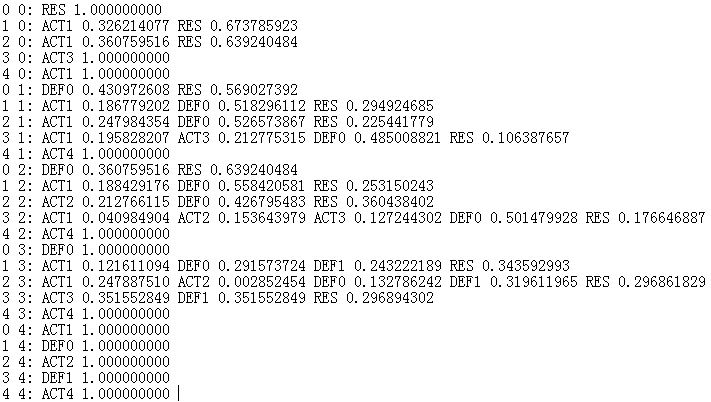 0 0: RES 1.000000000
1 0: ACT1 0.326214077 RES 0.673785923
2 0: ACT1 0.360759516 RES 0.639240484
3 0: ACT3 1.000000000
4 0: ACT1 1.000000000
0 1: DEF0 0.430972608 RES 0.569027392
1 1: ACT1 0.186779202 DEF0 0.518296112 RES 0.294924685
2 1: ACT1 0.247984354 DEF0 0.526573867 RES 0.225441779
3 1: ACT1 0.195828207 ACT3 0.212775315 DEF0 0.485008821 RES 0.106387657
4 1: ACT4 1.000000000
0 2: DEF0 0.360759516 RES 0.639240484
1 2: ACT1 0.188429176 DEF0 0.558420581 RES 0.253150243
2 2: ACT2 0.212766115 DEF0 0.426795483 RES 0.360438402
3 2: ACT1 0.040984904 ACT2 0.153643979 ACT3 0.127244302 DEF0 0.501479928 RES 0.176646887
4 2: ACT4 1.000000000
0 3: DEF0 1.000000000
1 3: ACT1 0.121611094 DEF0 0.291573724 DEF1 0.243222189 RES 0.343592993
2 3: ACT1 0.247887510 ACT2 0.002852454 DEF0 0.132786242 DEF1 0.319611965 RES 0.296861829
3 3: ACT3 0.351552849 DEF1 0.351552849 RES 0.296894302
4 3: ACT4 1.000000000
0 4: ACT1 1.000000000
1 4: DEF0 1.000000000
2 4: ACT2 1.000000000
3 4: DEF1 1.000000000
4 4: ACT4 1.000000000